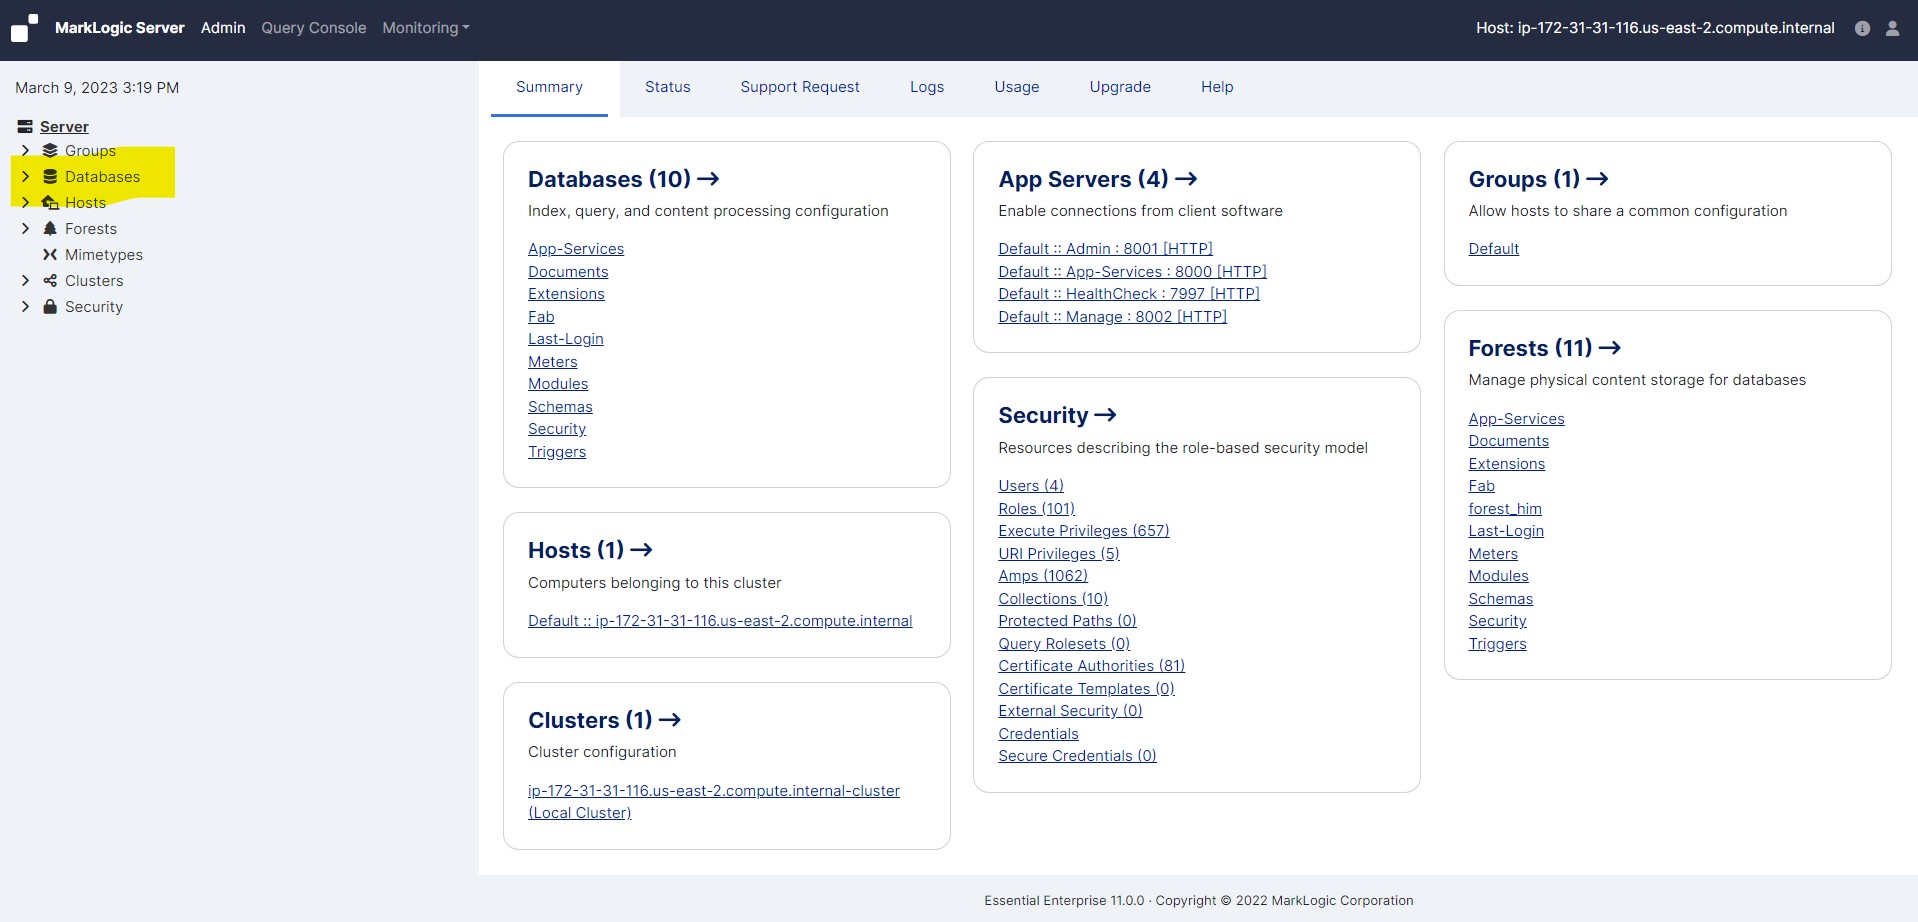 MarkLogic Server Admin Query Console Monitoring Host: ip-172-31-31-116.us-east-2.compute.internal
March 9, 2023 3:19 PM
Server
Groups
Databases
Hosts
Forests
Mimetypes
Clusters
Security
Summary Status Support Request Logs Usage Upgrade Help
Databases (10)
Index, query, and content processing configuration
App-Services
Documents
Extensions
Fab
Last-Login
Meters
Modules
Schemas
Security
Triggers
Hosts (1)
Computers belonging to this cluster
Default :: ip-172-31-31-116.us-east-2.compute.internal
Clusters (1)
Cluster configuration
ip-172-31-31-116.us-east-2.compute.internal-cluster
(Local Cluster)
App Servers (4)
Enable connections from client software
Default :: Admin : 8001 [HTTP]
Default :: App-Services : 8000 [HTTP]
Default :: HealthCheck : 7997 [HTTP]
Default :: Manage : 8002 [HTTP]
Security
Resources describing the role-based security model
Users (4)
Roles (101)
Execute Privileges (657)
URI Privileges (5)
Amps (1062)
Collections (10)
Protected Paths (0)
Query Rolesets (0)
Certificate Authorities (81)
Certificate Templates (0)
External Security (0)
Credentials
Secure Credentials (0)
Groups (1)
Allow hosts to share a common configuration
Default
Forests (11)
Manage physical content storage for databases
App-Services
Documents
Extensions
Fab
forest_him
Last-Login
Meters
Modules
Schemas
Security
Triggers
Essential Enterprise 11.0.0 · Copyright © 2022 MarkLogic Corporation